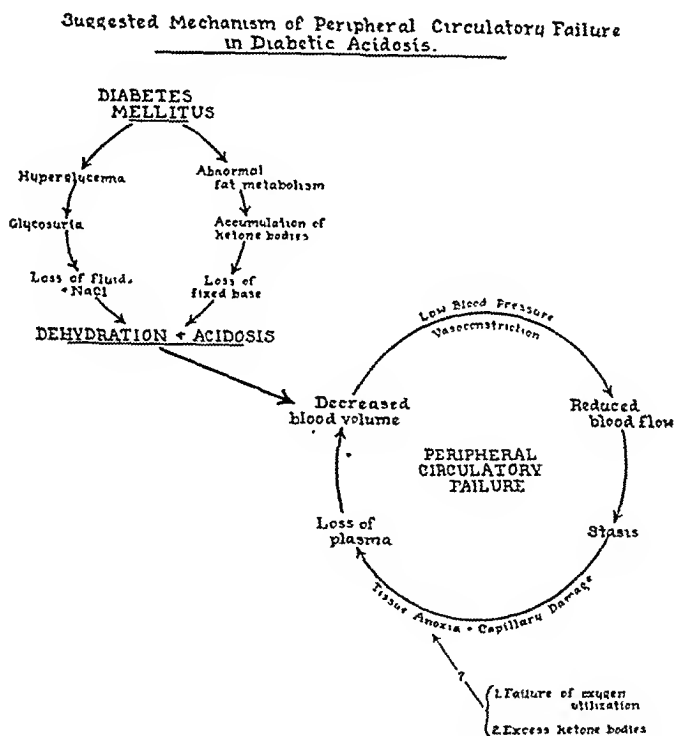 Suggested Mechanism of Peripheral Circulatory Failure
in Diabetic Acidosis.
DIABETES
MELLITUS
Hyperglycemia
Glycosuria
Loss of fluid.
+ NaCl
Abnormal
fat metabolism
Accumulation of
ketone bodies
Loss of
fixed base
DEHYDRATION + ACIDOSIS
Decreased
blood volume
Low Blood Pressure
Vasoconstriction
Reduced
blood flow
Stasis
Tissue Anoxia + Capillary Damage
Loss of
plasma
PERIPHERAL
CIRCULATORY
FAILURE
?
1. Failure of oxygen
utilization
2. Excess ketone bodies